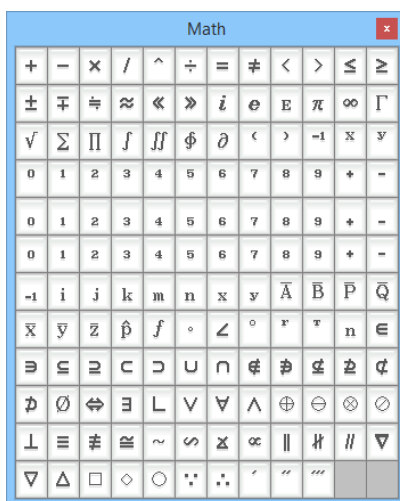 Math
x
+ − × / ^ ÷ = ≠ < > ≤ ≥
± ∓ ≒ ≈ « » i e E π ∞ Γ
√ Σ ∏ ∫ ∬ ∮ ∂ ( ) −1 x y
0 1 2 3 4 5 6 7 8 9 + −
0 1 2 3 4 5 6 7 8 9 + −
0 1 2 3 4 5 6 7 8 9 + −
−1 i j k m n x y A̅ B̅ P̅ Q̅
x̅ y̅ z̅ p̂ f ∘ ∠ ° r T n ∈
∋ ⊆ ⊇ ⊂ ⊃ ∪ ∩ ∉ ∌ ⊈ ⊉ ⊄
⊅ Ø ⇔ ∃ ∟ ∨ ∀ ∧ ⊕ ⊖ ⊗ ⊘
⊥ ≡ ≢ ≅ ∼ ∽ ∝ ∥ ∦ // ∇
▽ △ □ ◇ ○ ∵ ∴ ′ ″ ‴